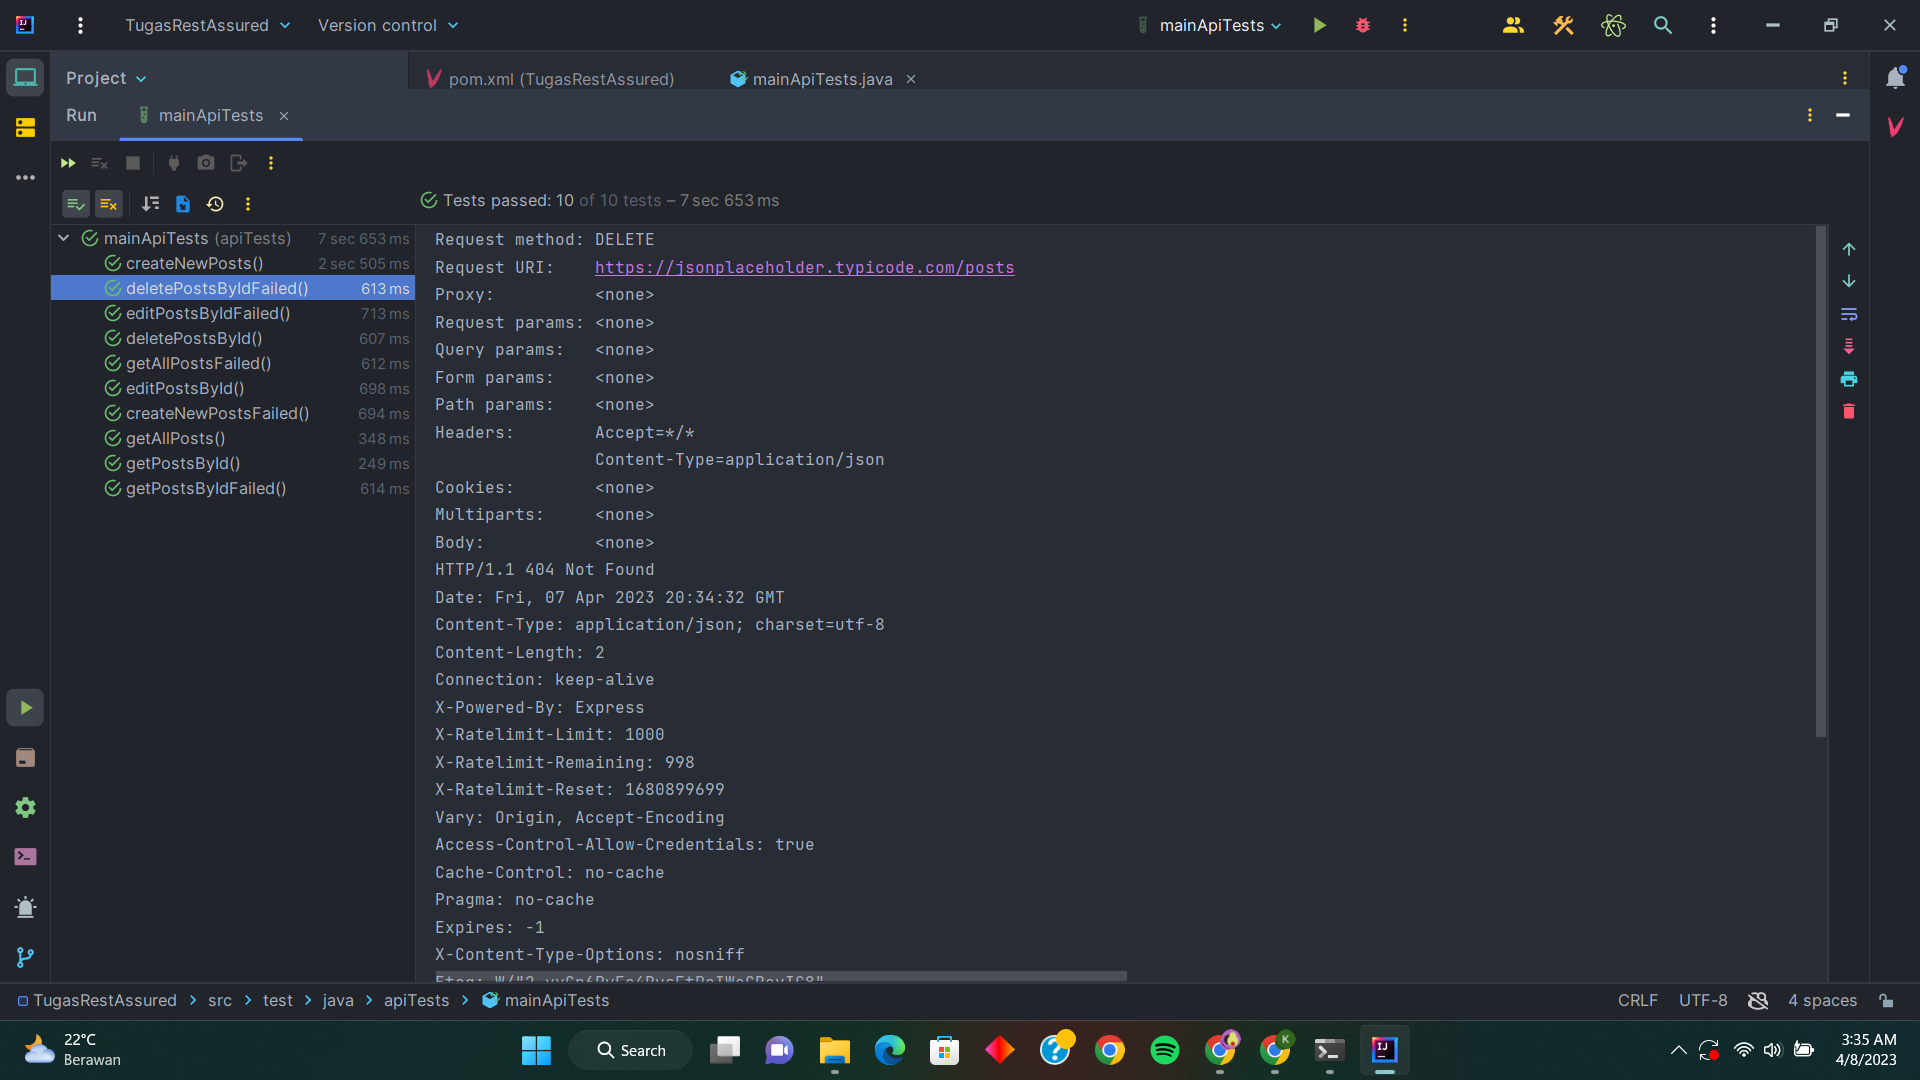 TugasRestAssured Version control mainApiTests
Project pom.xml (TugasRestAssured) mainApiTests.java
Run mainApiTests
Tests passed: 10 of 10 tests – 7 sec 653 ms
mainApiTests (apiTests) 7 sec 653 ms
createNewPosts() 2 sec 505 ms
deletePostsByIdFailed() 613 ms
editPostsByIdFailed() 713 ms
deletePostsById() 607 ms
getAllPostsFailed() 612 ms
editPostsById() 698 ms
createNewPostsFailed() 694 ms
getAllPosts() 348 ms
getPostsById() 249 ms
getPostsByIdFailed() 614 ms
Request method: DELETE
Request URI: https://jsonplaceholder.typicode.com/posts
Proxy: <none>
Request params: <none>
Query params: <none>
Form params: <none>
Path params: <none>
Headers: Accept=*/*
Content-Type=application/json
Cookies: <none>
Multiparts: <none>
Body: <none>
HTTP/1.1 404 Not Found
Date: Fri, 07 Apr 2023 20:34:32 GMT
Content-Type: application/json; charset=utf-8
Content-Length: 2
Connection: keep-alive
X-Powered-By: Express
X-Ratelimit-Limit: 1000
X-Ratelimit-Remaining: 998
X-Ratelimit-Reset: 1680899699
Vary: Origin, Accept-Encoding
Access-Control-Allow-Credentials: true
Cache-Control: no-cache
Pragma: no-cache
Expires: -1
X-Content-Type-Options: nosniff
TugasRestAssured src test java apiTests mainApiTests CRLF UTF-8 4 spaces
22°C
Berawan
Search
3:35 AM
4/8/2023